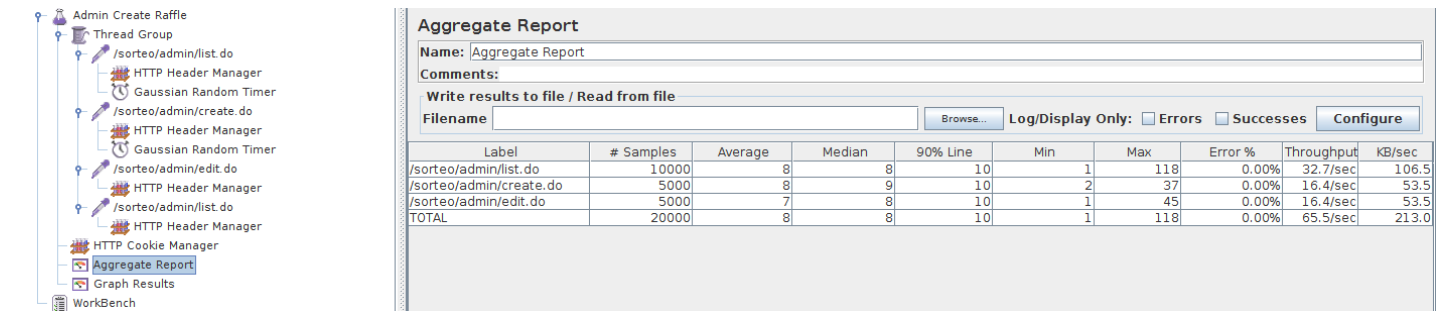 Admin Create Raffle
Thread Group
/sorteo/admin/list.do
HTTP Header Manager
Gaussian Random Timer
/sorteo/admin/create.do
HTTP Header Manager
Gaussian Random Timer
/sorteo/admin/edit.do
HTTP Header Manager
/sorteo/admin/list.do
HTTP Header Manager
HTTP Cookie Manager
Aggregate Report
Graph Results
WorkBench
Aggregate Report
Name: Aggregate Report
Comments:
Write results to file / Read from file
Filename Browse... Log/Display Only: Errors Successes Configure
Label # Samples Average Median 90% Line Min Max Error % Throughput KB/sec
/sorteo/admin/list.do 10000 8 8 10 1 118 0.00% 32.7/sec 106.5
/sorteo/admin/create.do 5000 8 9 10 2 37 0.00% 16.4/sec 53.5
/sorteo/admin/edit.do 5000 7 8 10 1 45 0.00% 16.4/sec 53.5
TOTAL 20000 8 8 10 1 118 0.00% 65.5/sec 213.0